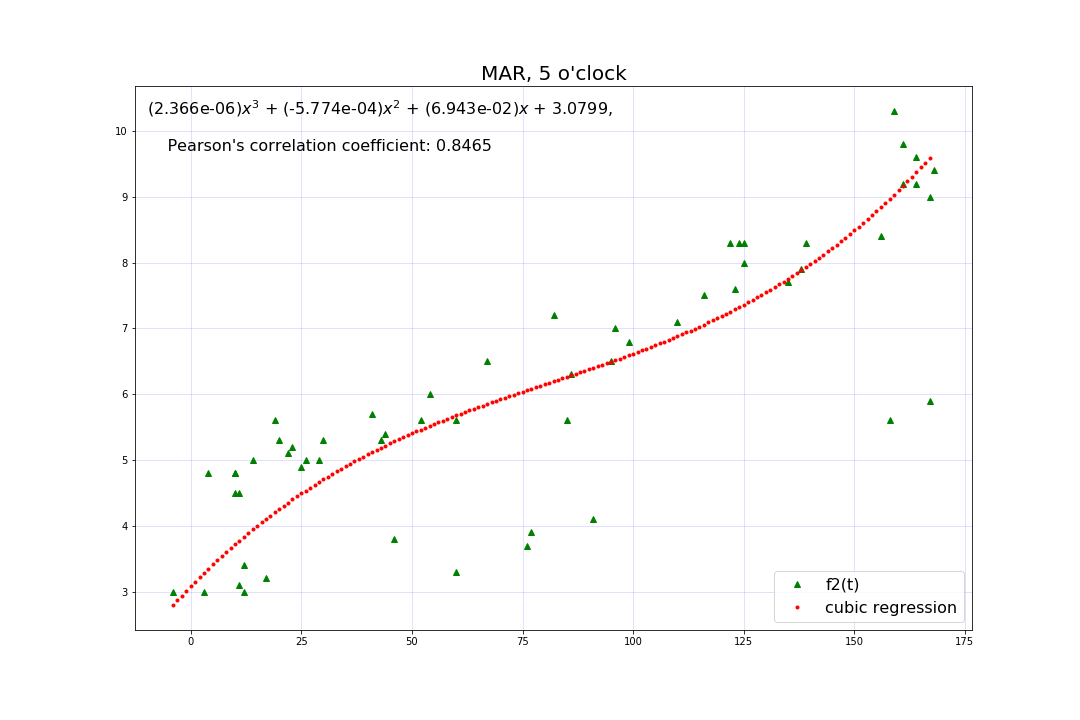 MAR, 5 o'clock
(2.366e-06)x³ + (-5.774e-04)x² + (6.943e-02)x + 3.0799,
Pearson's correlation coefficient: 0.8465
10
9
8
7
6
5
4
3
f2(t)
cubic regression
0 25 50 75 100 125 150 175